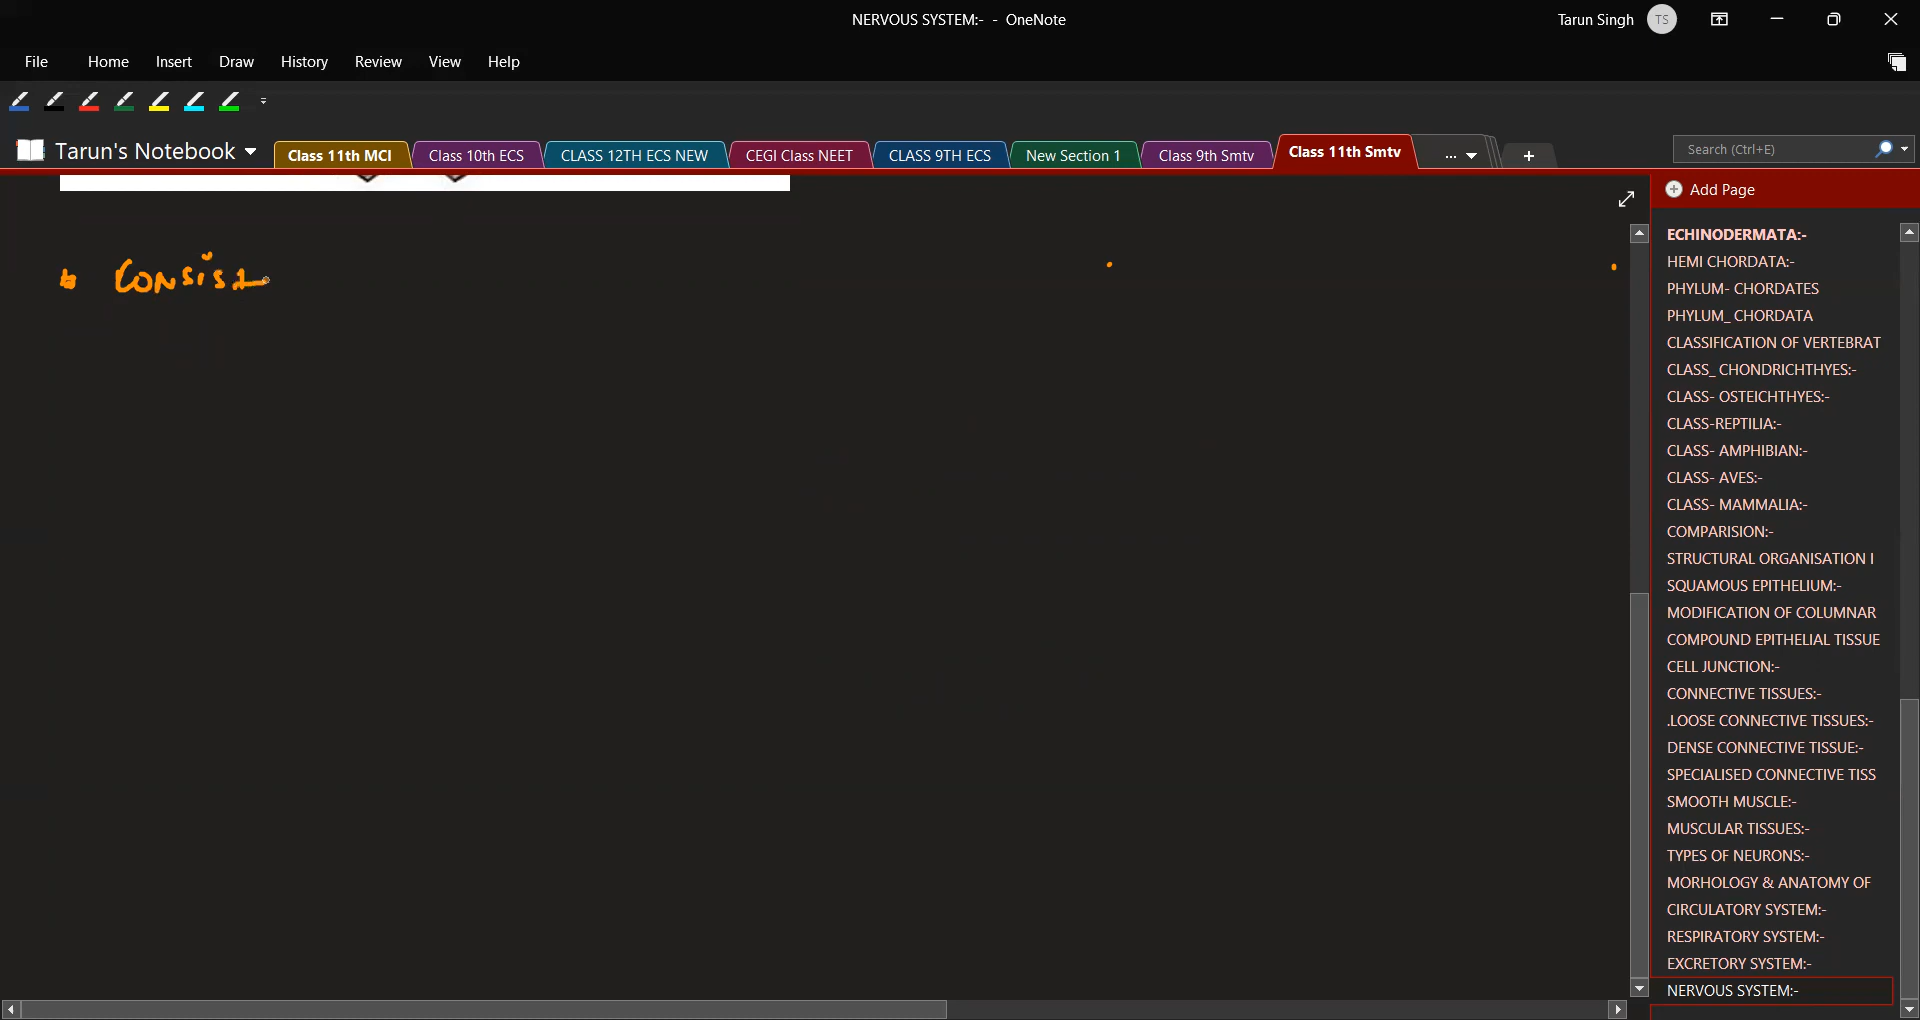 NERVOUS SYSTEM:- - OneNote
Tarun Singh TS
File Home Insert Draw History Review View Help
Tarun's Notebook Class 11th MCI Class 10th ECS CLASS 12TH ECS NEW CEGI Class NEET CLASS 9TH ECS New Section 1 Class 9th Smtv Class 11th Smtv ... + Search (Ctrl+E)
Add Page
* Consist
ECHINODERMATA:-
HEMI CHORDATA:-
PHYLUM- CHORDATES
PHYLUM_ CHORDATA
CLASSIFICATION OF VERTEBRAT
CLASS_ CHONDRICHTHYES:-
CLASS- OSTEICHTHYES:-
CLASS-REPTILIA:-
CLASS- AMPHIBIAN:-
CLASS- AVES:-
CLASS- MAMMALIA:-
COMPARISION:-
STRUCTURAL ORGANISATION I
SQUAMOUS EPITHELIUM:-
MODIFICATION OF COLUMNAR
COMPOUND EPITHELIAL TISSUE
CELL JUNCTION:-
CONNECTIVE TISSUES:-
.LOOSE CONNECTIVE TISSUES:-
DENSE CONNECTIVE TISSUE:-
SPECIALISED CONNECTIVE TISS
SMOOTH MUSCLE:-
MUSCULAR TISSUES:-
TYPES OF NEURONS:-
MORHOLOGY & ANATOMY OF
CIRCULATORY SYSTEM:-
RESPIRATORY SYSTEM:-
EXCRETORY SYSTEM:-
NERVOUS SYSTEM:-